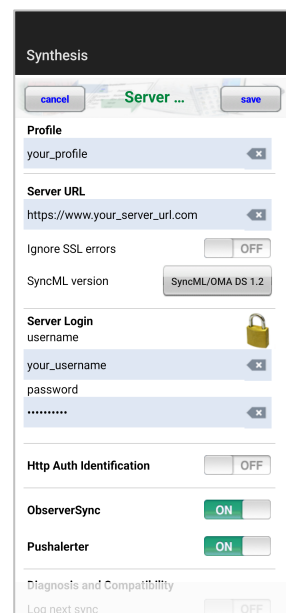 Synthesis
cancel Server ... save
Profile
your_profile
Server URL
https://www.your_server_url.com
Ignore SSL errors OFF
SyncML version SyncML/OMA DS 1.2
Server Login
username
your_username
password
••••••••••
Http Auth Identification OFF
ObserverSync ON
Pushalerter ON
Diagnosis and Compatibility
Log next sync OFF